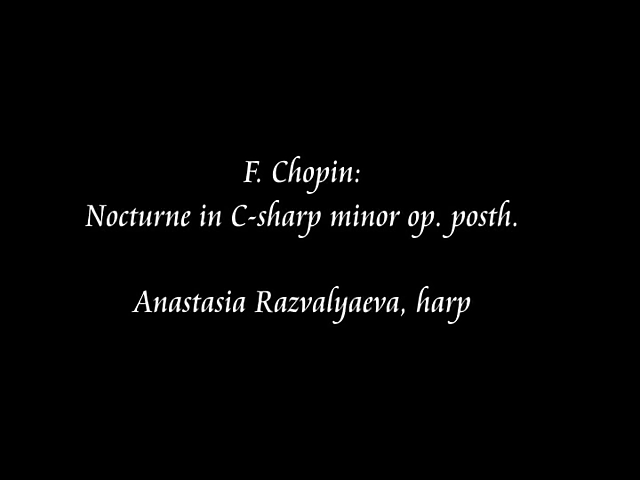 F. Chopin:
Nocturne in C-sharp minor op. posth.
Anastasia Razvalyaeva, harp